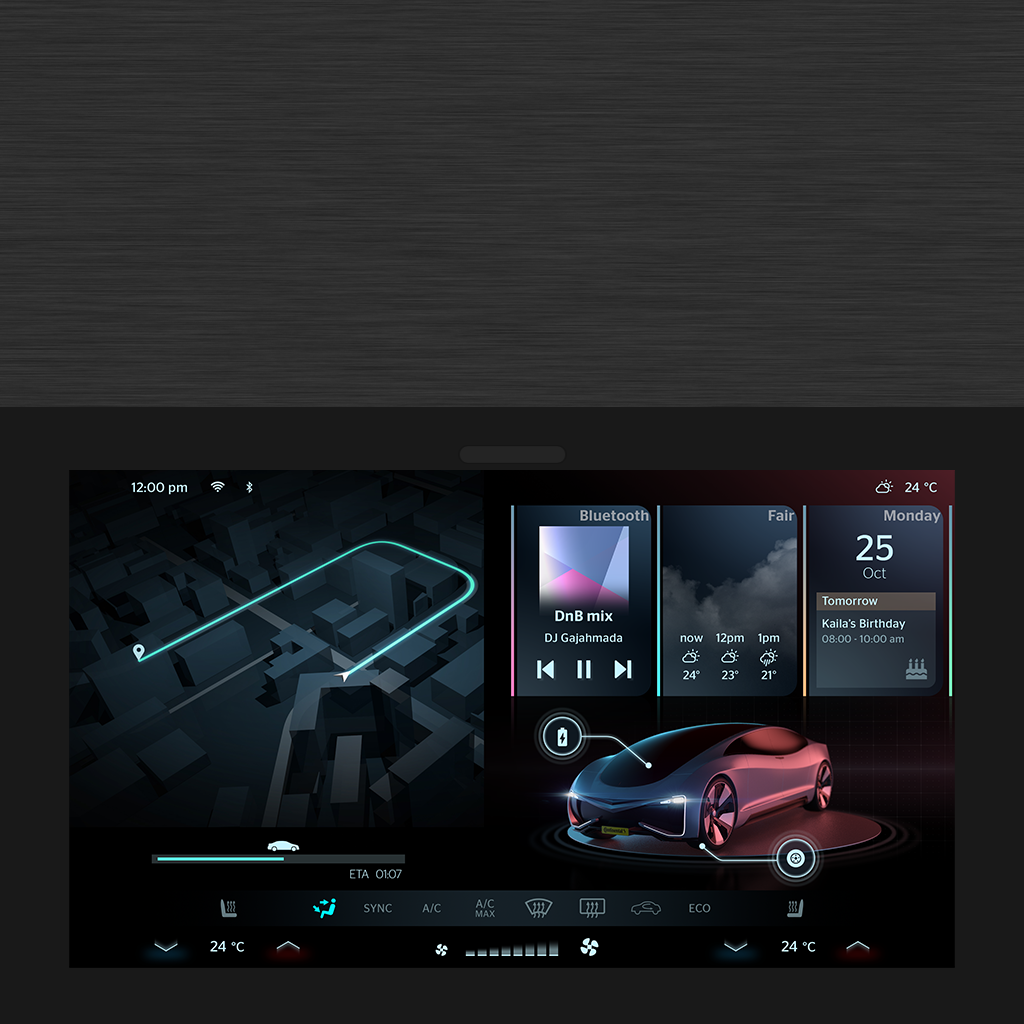 12:00 pm
24 °C
Bluetooth
DnB mix
DJ Gajahmada
Fair
now 12pm 1pm
24° 23° 21°
Monday
25
Oct
Tomorrow
Kaila's Birthday
08:00 - 10:00 am
Continental
ETA 01:07
SYNC
A/C
A/C
MAX
ECO
24 °C
24 °C